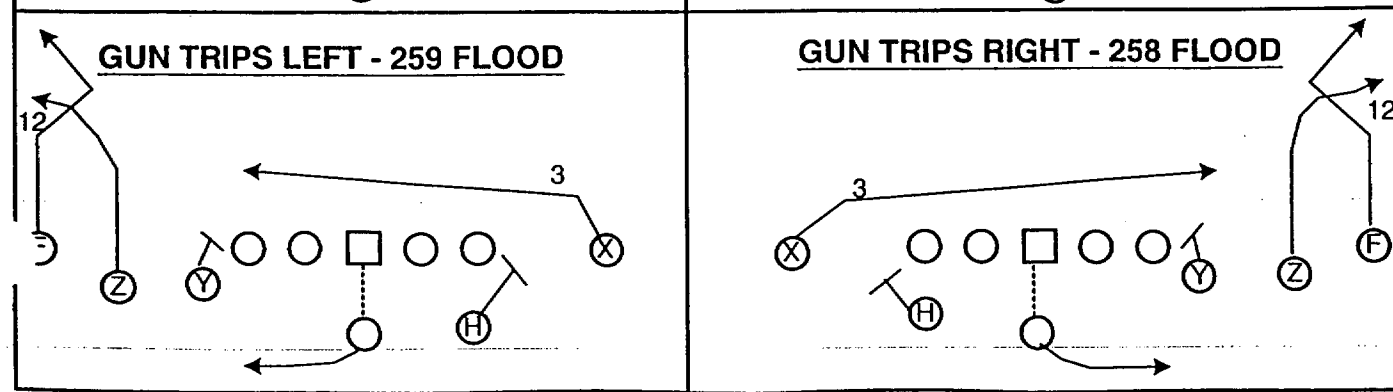 GUN TRIPS LEFT - 259 FLOOD
12
3
Z
Y
H
X
GUN TRIPS RIGHT - 258 FLOOD
12
3
X
H
Y
Z
F